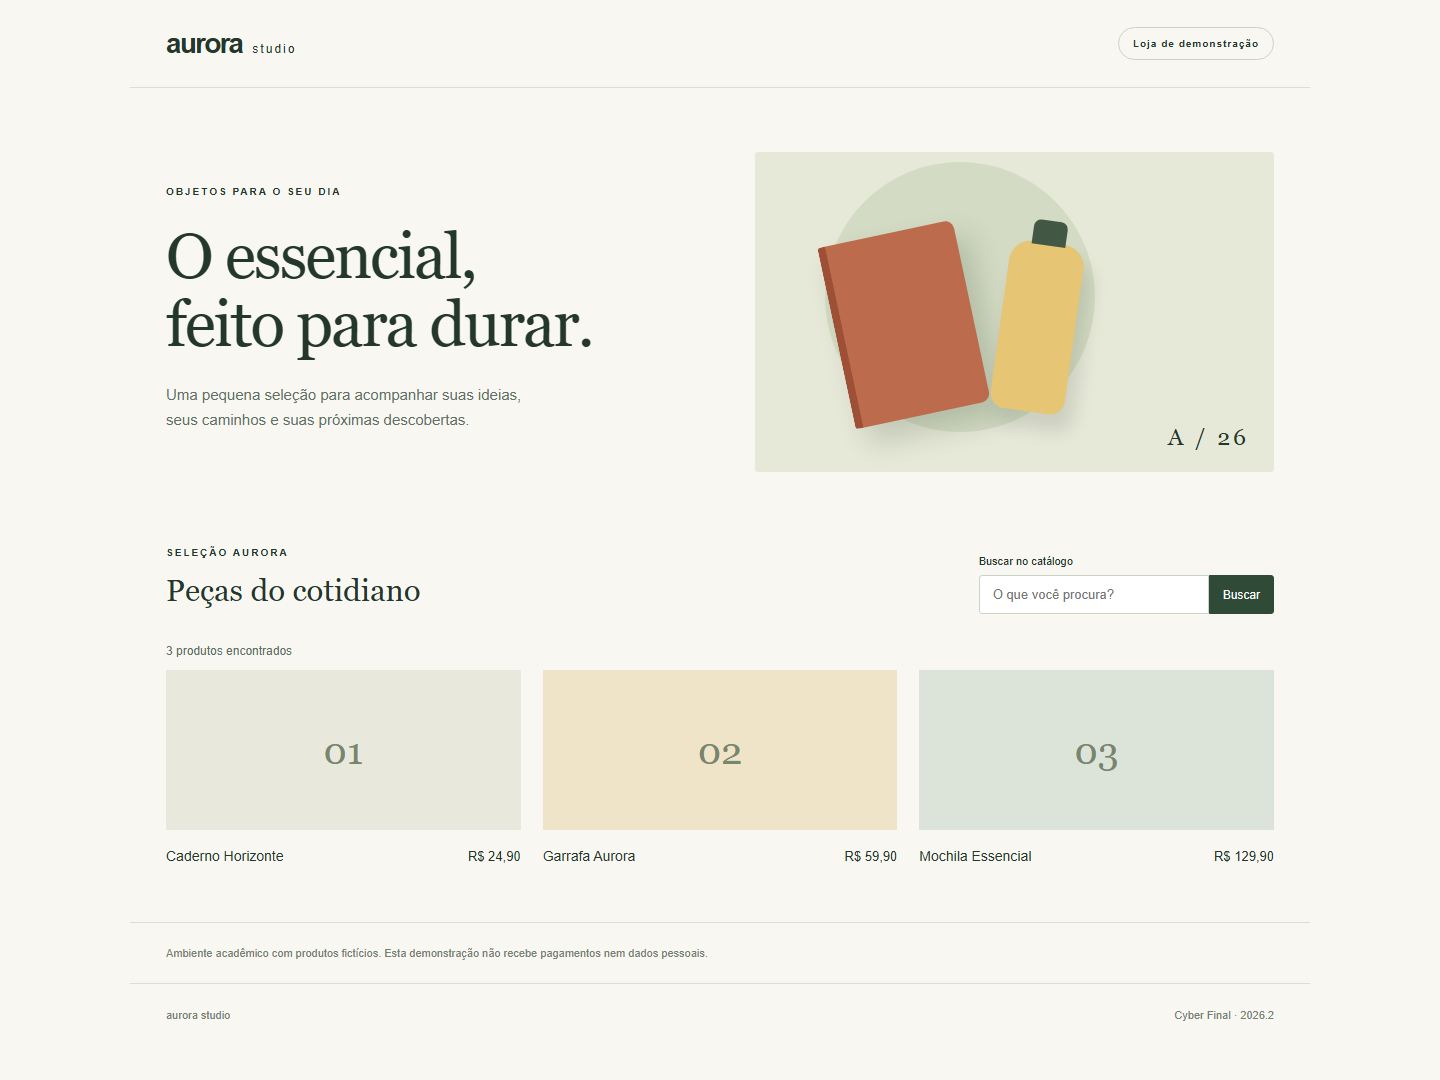 aurora studio
Loja de demonstração
OBJETOS PARA O SEU DIA
O essencial,
feito para durar.
Uma pequena seleção para acompanhar suas ideias,
seus caminhos e suas próximas descobertas.
A / 26
SELEÇÃO AURORA
Peças do cotidiano
Buscar no catálogo
O que você procura?
Buscar
3 produtos encontrados
01
02
03
Caderno Horizonte
R$ 24,90
Garrafa Aurora
R$ 59,90
Mochila Essencial
R$ 129,90
Ambiente acadêmico com produtos fictícios. Esta demonstração não recebe pagamentos nem dados pessoais.
aurora studio
Cyber Final · 2026.2